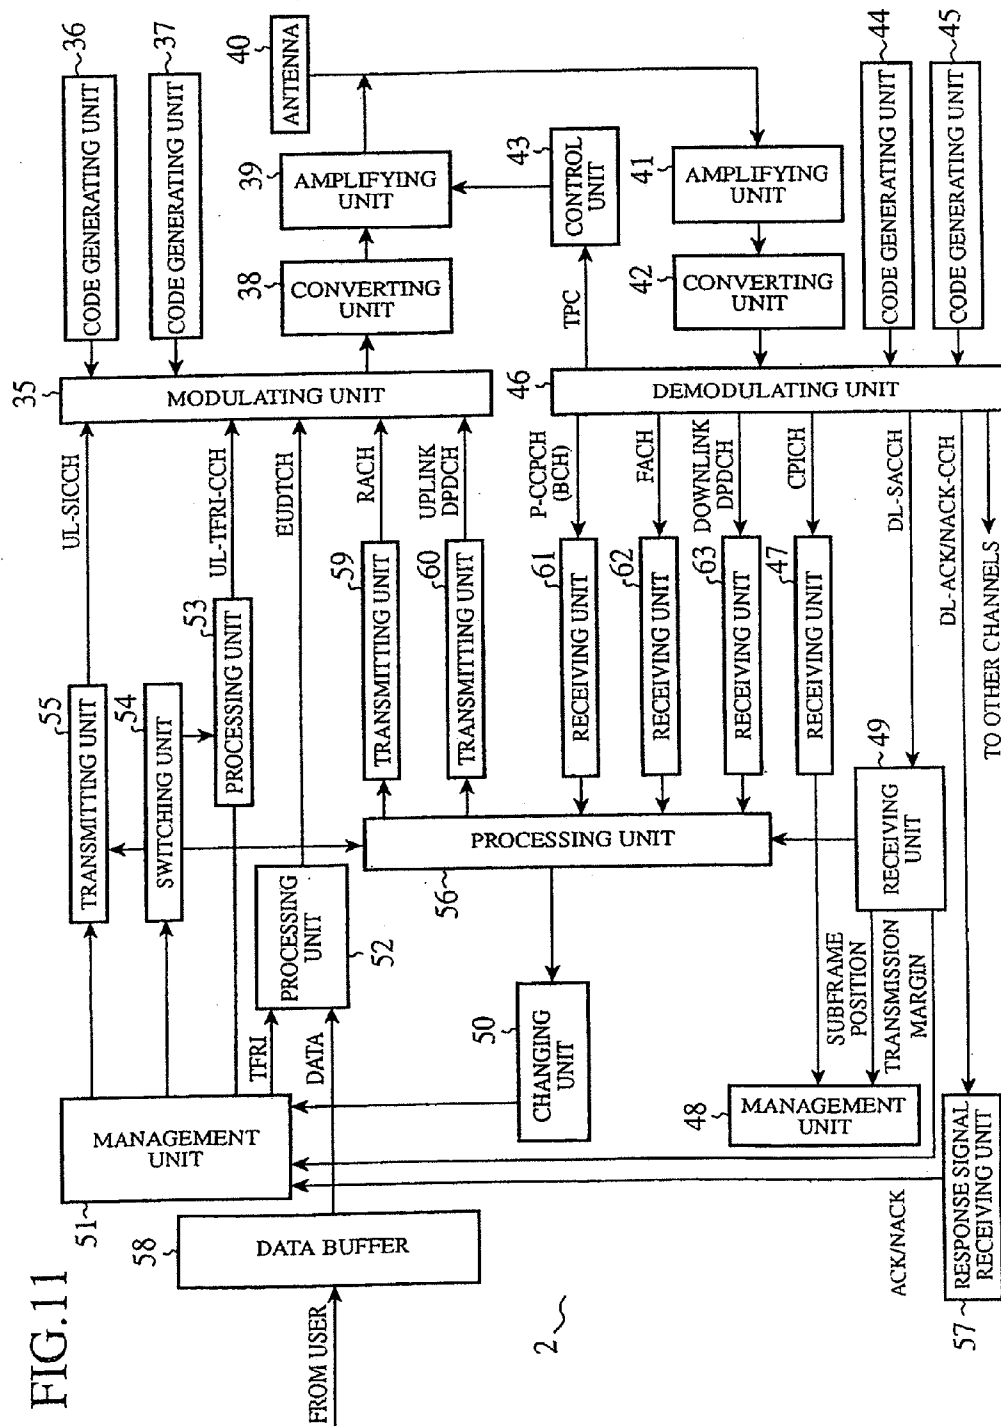 FIG.11
FROM USER
58
DATA BUFFER
51
MANAGEMENT
UNIT
TFRI
DATA
55
TRANSMITTING UNIT
54
SWITCHING UNIT
53
PROCESSING UNIT
52
PROCESSING
UNIT
UL-SICCH
UL-TFRI-CCH
EUDTCH
RACH
UPLINK
DPDCH
59
TRANSMITTING UNIT
60
TRANSMITTING UNIT
35
MODULATING UNIT
36
CODE GENERATING UNIT
37
CODE GENERATING UNIT
38
CONVERTING
UNIT
39
AMPLIFYING
UNIT
40
ANTENNA
43
CONTROL
UNIT
TPC
41
AMPLIFYING
UNIT
42
CONVERTING
UNIT
44
CODE GENERATING UNIT
45
CODE GENERATING UNIT
46
DEMODULATING UNIT
P-CCPCH
(BCH)
FACH
DOWNLINK
DPDCH
CPICH
DL-SACCH
DL-ACK/NACK-CCH
TO OTHER CHANNELS
61
RECEIVING UNIT
62
RECEIVING UNIT
63
RECEIVING UNIT
47
RECEIVING UNIT
49
RECEIVING
UNIT
56
PROCESSING UNIT
50
CHANGING
UNIT
SUBFRAME
POSITION
TRANSMISSION
MARGIN
48
MANAGEMENT
UNIT
ACK/NACK
57
RESPONSE SIGNAL
RECEIVING UNIT
2